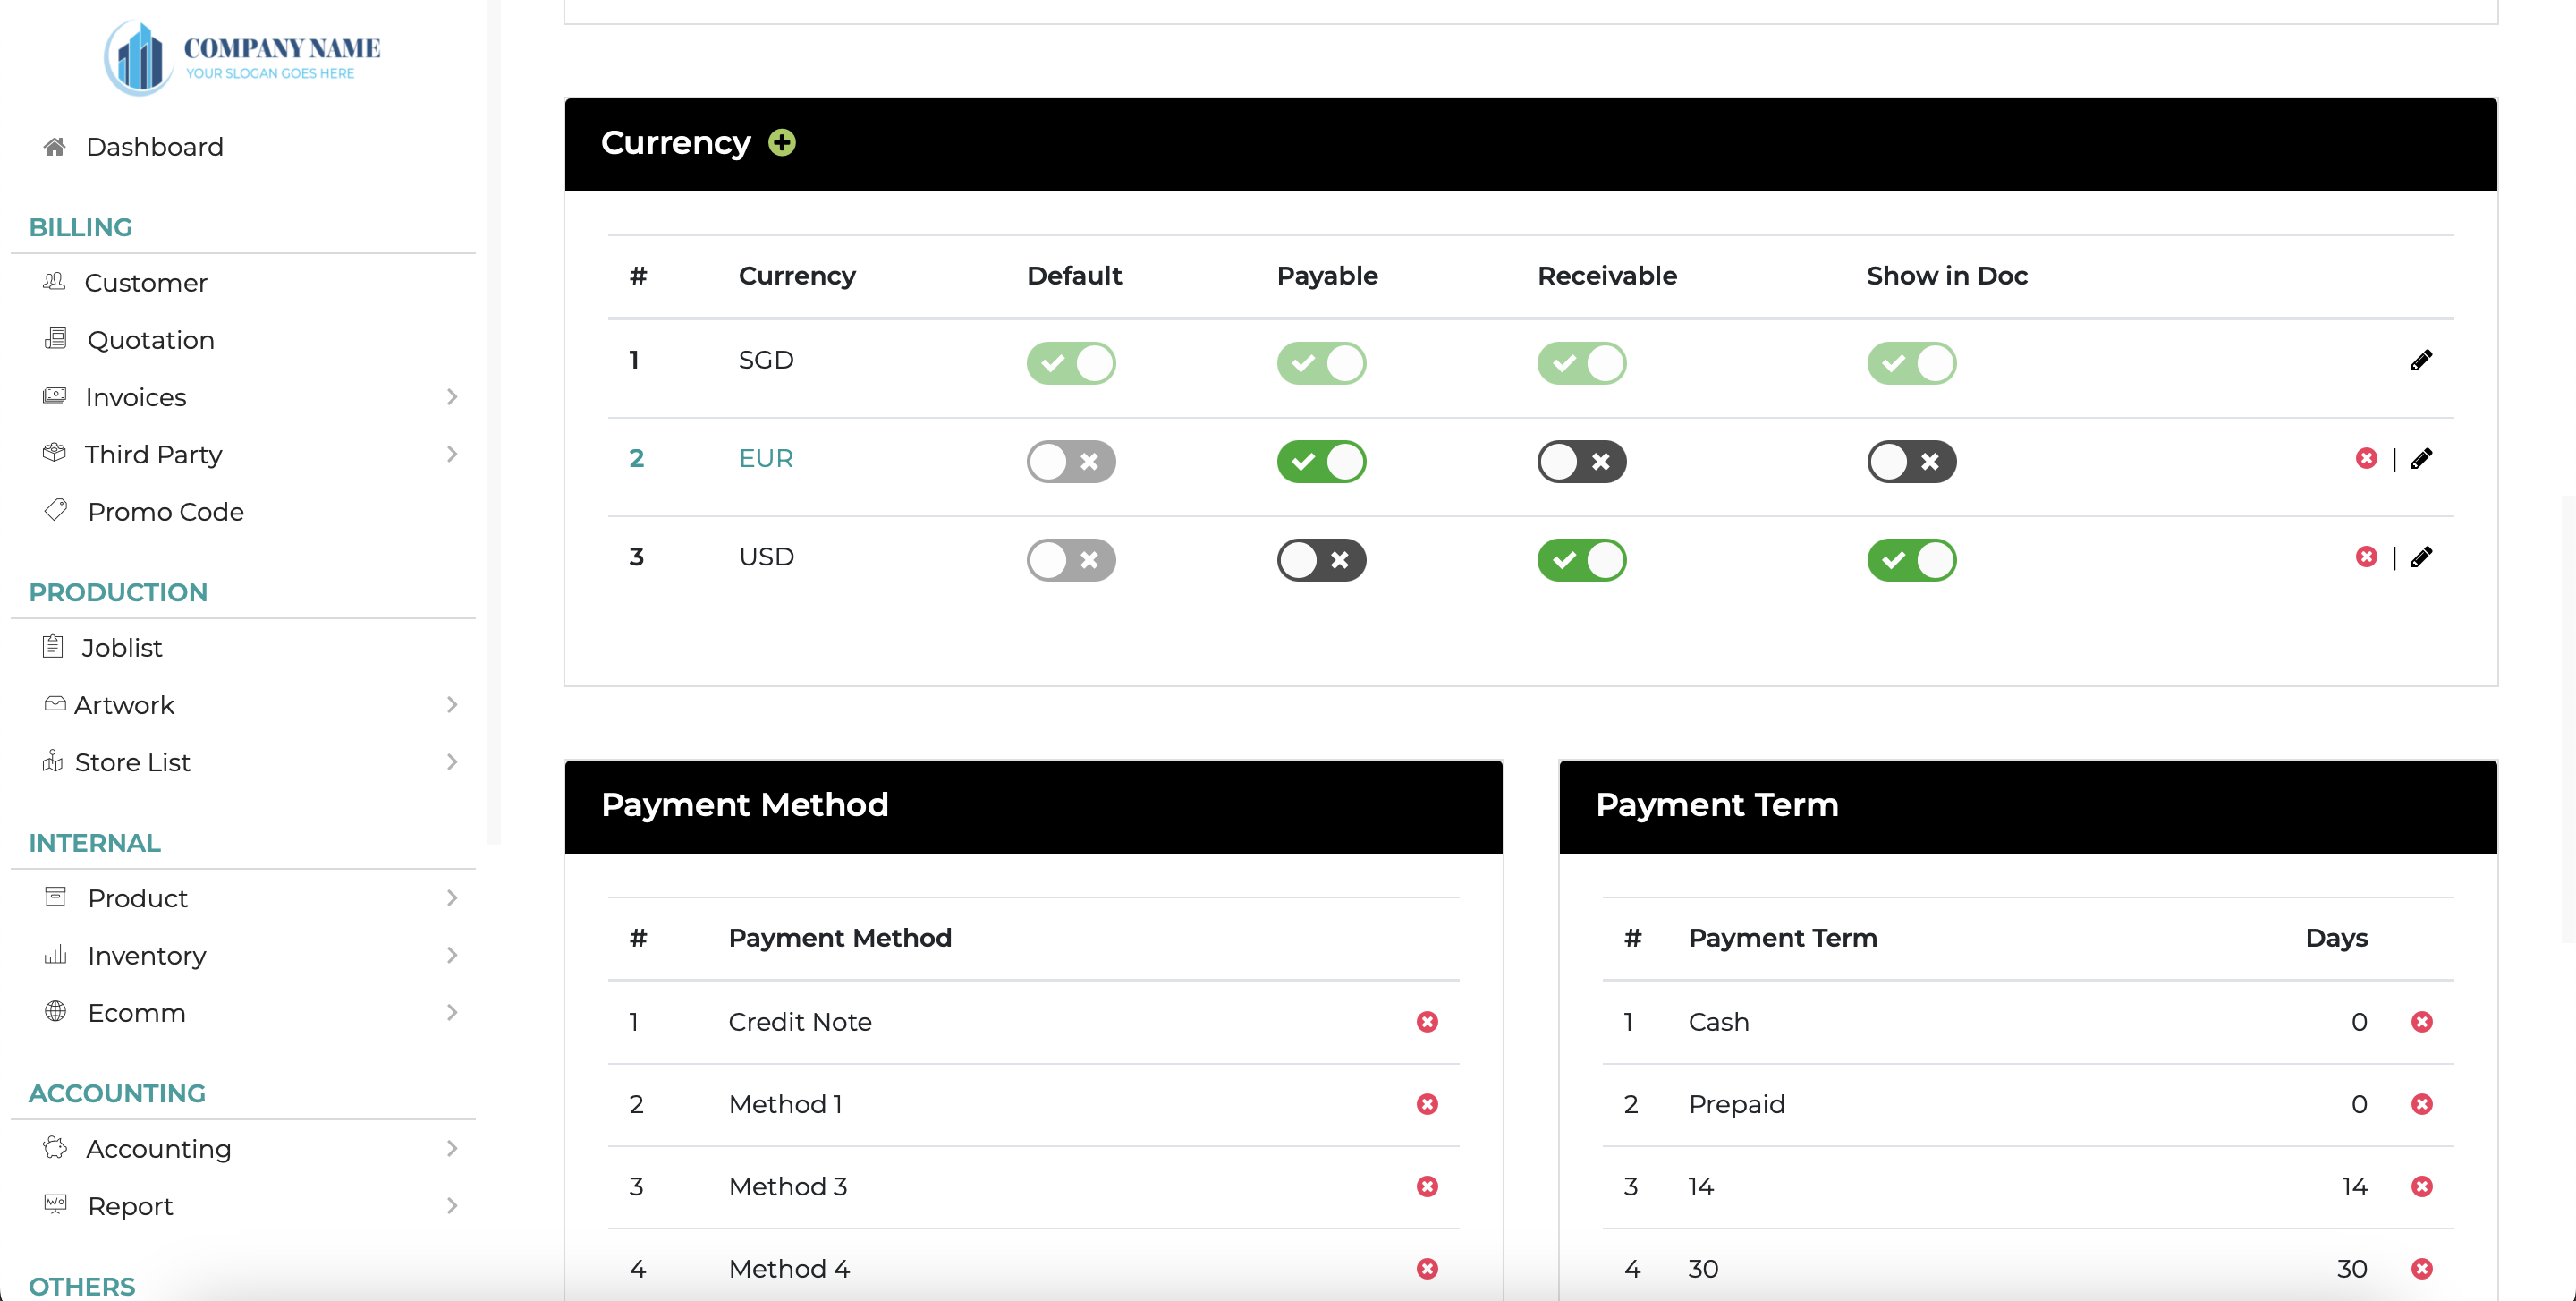 COMPANY NAME
YOUR SLOGAN GOES HERE
Dashboard
BILLING
Customer
Quotation
Invoices
Third Party
Promo Code
PRODUCTION
Joblist
Artwork
Store List
INTERNAL
Product
Inventory
Ecomm
ACCOUNTING
Accounting
Report
OTHERS
Currency
# Currency Default Payable Receivable Show in Doc
1 SGD
2 EUR |
3 USD |
Payment Method
# Payment Method
1 Credit Note
2 Method 1
3 Method 3
4 Method 4
Payment Term
# Payment Term Days
1 Cash 0
2 Prepaid 0
3 14 14
4 30 30